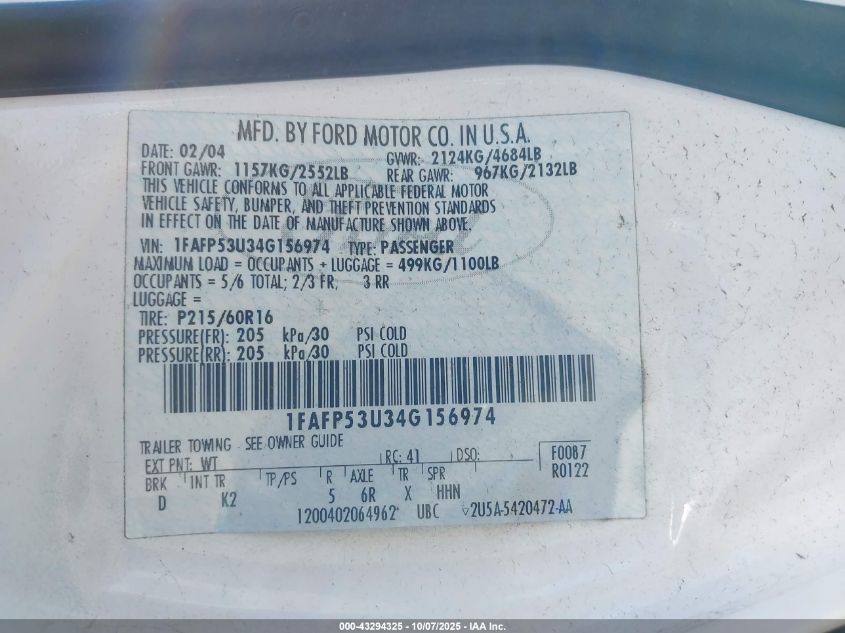 MFD. BY FORD MOTOR CO. IN U.S.A.
DATE: 02/04 GVWR: 2124KG/4684LB
FRONT GAWR: 1157KG/2552LB REAR GAWR: 967KG/2132LB
THIS VEHICLE CONFORMS TO ALL APPLICABLE FEDERAL MOTOR
VEHICLE SAFETY, BUMPER, AND THEFT PREVENTION STANDARDS
IN EFFECT ON THE DATE OF MANUFACTURE SHOWN ABOVE.
VIN: 1FAFP53U34G156974 TYPE: PASSENGER
MAXIMUM LOAD = OCCUPANTS + LUGGAGE = 499KG/1100LB
OCCUPANTS = 5/6 TOTAL; 2/3 FR, 3 RR
LUGGAGE =
TIRE: P215/60R16
PRESSURE(FR): 205 kPa/30 PSI COLD
PRESSURE(RR): 205 kPa/30 PSI COLD
1FAFP53U34G156974
TRAILER TOWING - SEE OWNER GUIDE
EXT PNT: WT RC: 41 DSO: F0087
BRK INT TR TP/PS R AXLE TR SPR R0122
D K2 5 6R X HHN
1200402064962 UBC 2U5A-5420472-AA
000-43294325 - 10/07/2025 - IAA Inc.